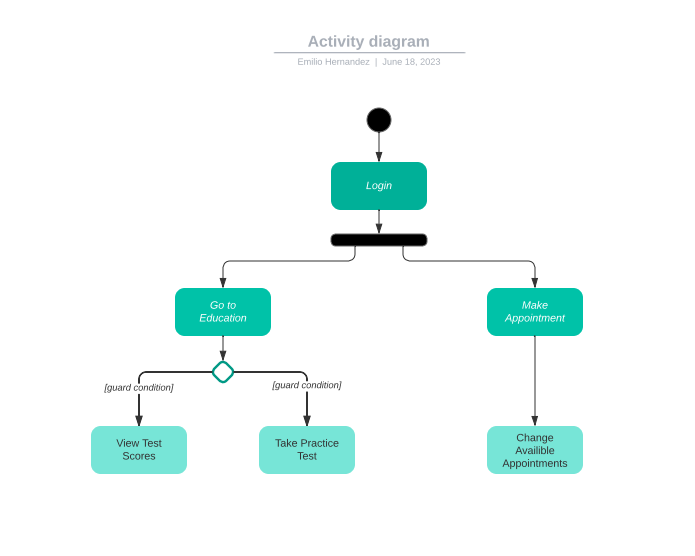 Activity diagram
Emilio Hernandez | June 18, 2023
Login
Go to
Education
Make
Appointment
[guard condition]
[guard condition]
View Test
Scores
Take Practice
Test
Change
Availible
Appointments